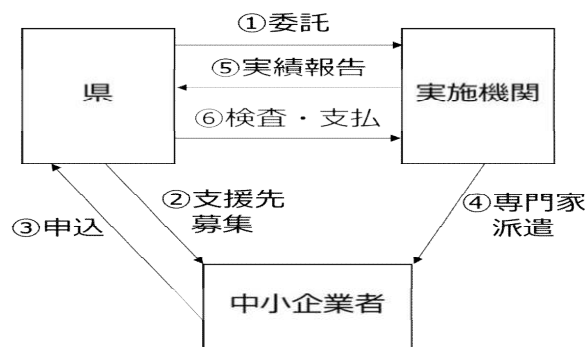 ①委託
⑤実績報告
県
実施機関
⑥検査・支払
②支援先
募集
③申込
④専門家
派遣
中小企業者